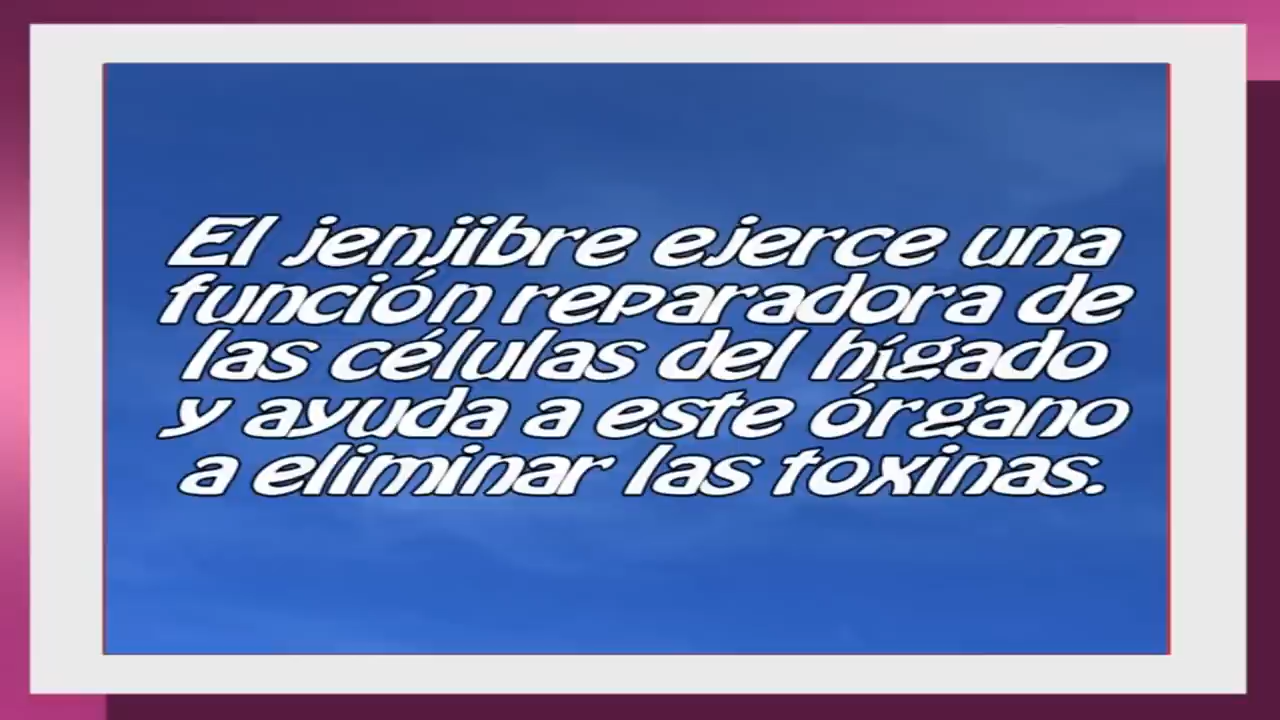 El jenjibre ejerce una
función reparadora de
las células del hígado
y ayuda a este órgano
a eliminar las toxinas.